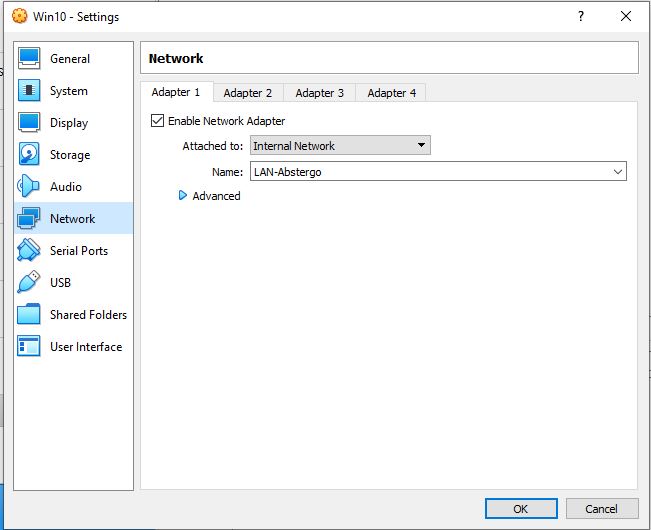 Win10 - Settings
?
General
System
Display
Storage
Audio
Network
Serial Ports
USB
Shared Folders
User Interface
Network
Adapter 1 Adapter 2 Adapter 3 Adapter 4
Enable Network Adapter
Attached to: Internal Network
Name: LAN-Abstergo
Advanced
OK Cancel